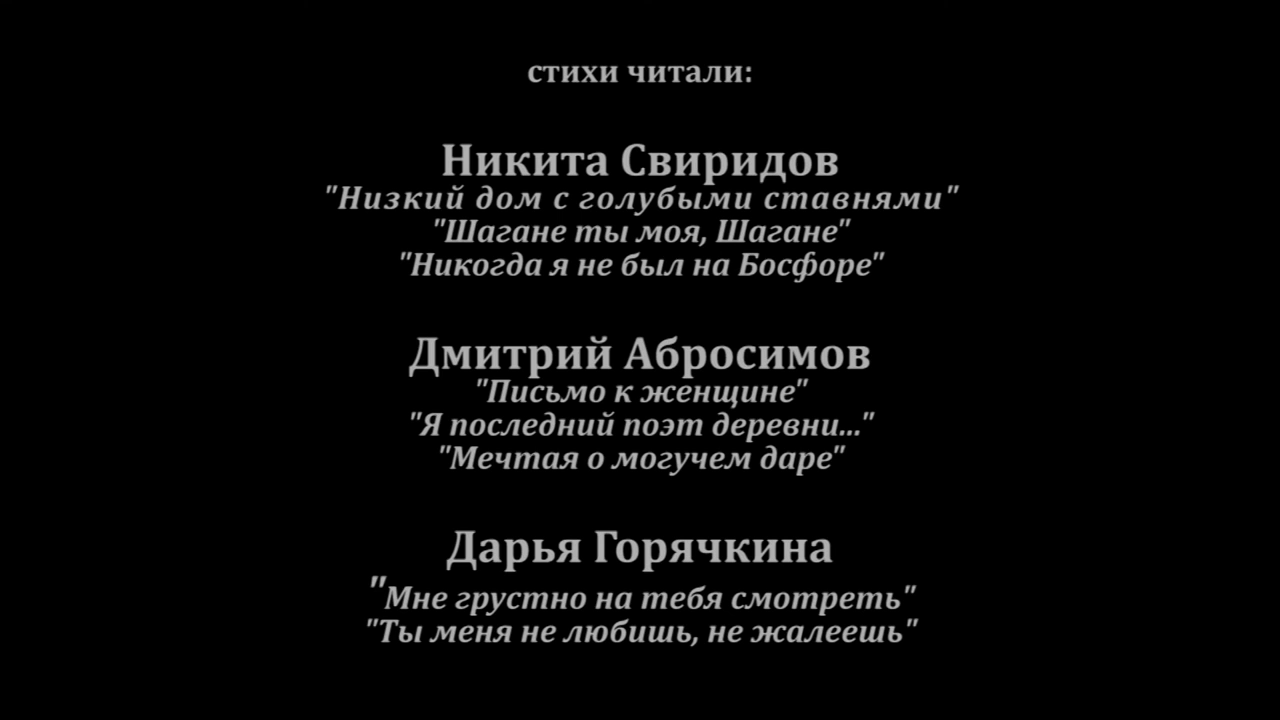 стихи читали:
Никита Свиридов
"Низкий дом с голубыми ставнями"
"Шагане ты моя, Шагане"
"Никогда я не был на Босфоре"
Дмитрий Абросимов
"Письмо к женщине"
"Я последний поэт деревни..."
"Мечтая о могучем даре"
Дарья Горячкина
"Мне грустно на тебя смотреть"
"Ты меня не любишь, не жалеешь"